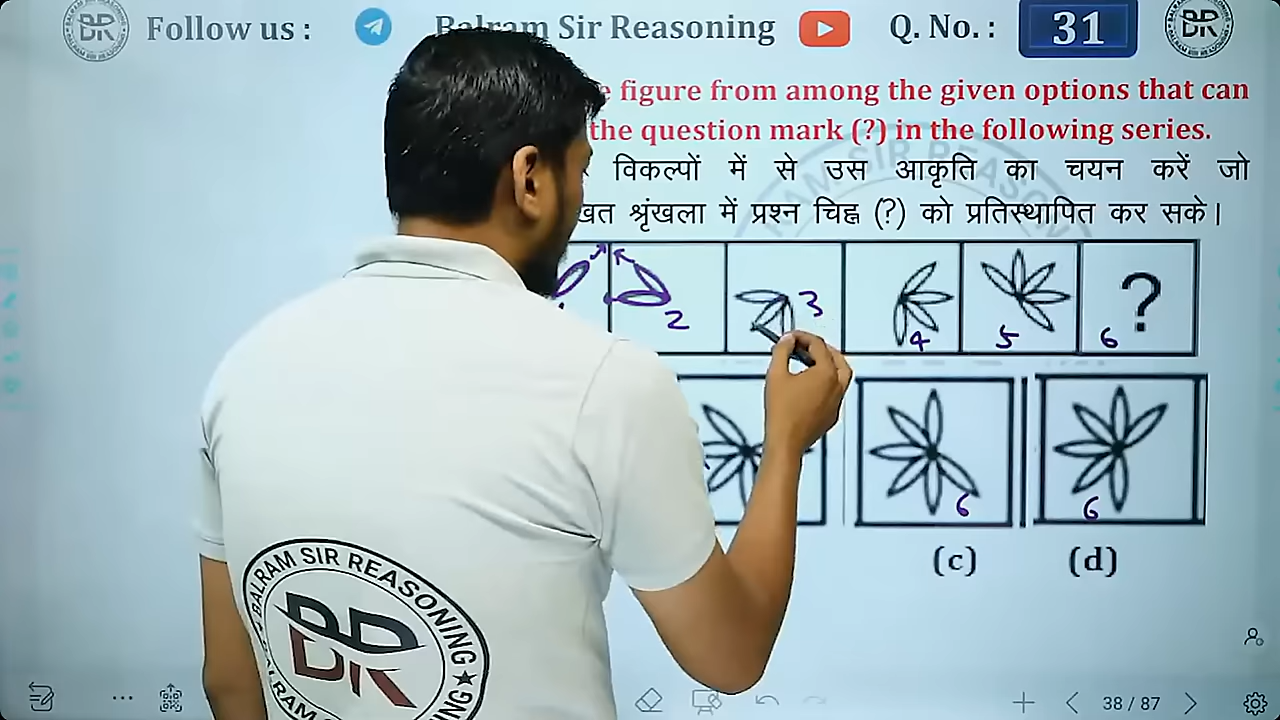 Follow us : Balram Sir Reasoning Q. No. : 31
figure from among the given options that can
the question mark (?) in the following series.
विकल्पों में से उस आकृति का चयन करें जो
श्रृंखला में प्रश्न चिह्न (?) को प्रतिस्थापित कर सके।
1 2 3 4 5 6 ?
6 6
(c) (d)
BALRAM SIR REASONING
BR
38 / 87